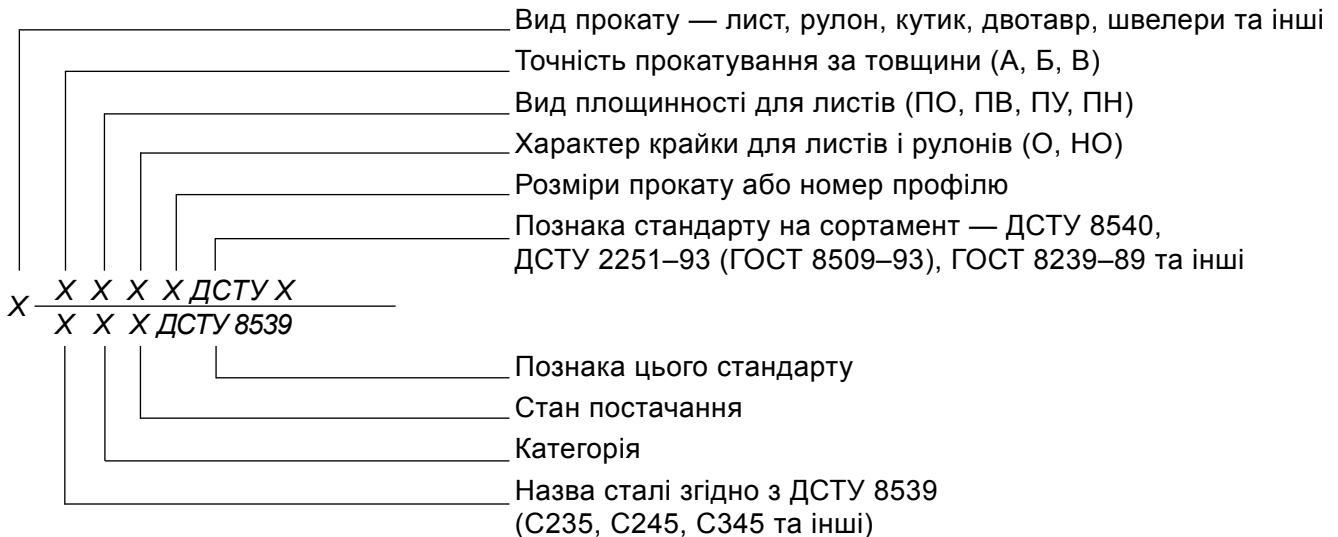 Вид прокату — лист, рулон, кутик, двотавр, швелери та інші
Точність прокатування за товщини (А, Б, В)
Вид площинності для листів (ПО, ПВ, ПУ, ПН)
Характер крайки для листів і рулонів (О, НО)
Розміри прокату або номер профілю
Познака стандарту на сортамент — ДСТУ 8540,
ДСТУ 2251–93 (ГОСТ 8509–93), ГОСТ 8239–89 та інші
Х Х Х Х ДСТУ Х
Х
Х Х Х ДСТУ 8539
Познака цього стандарту
Стан постачання
Категорія
Назва сталі згідно з ДСТУ 8539
(С235, С245, С345 та інші)